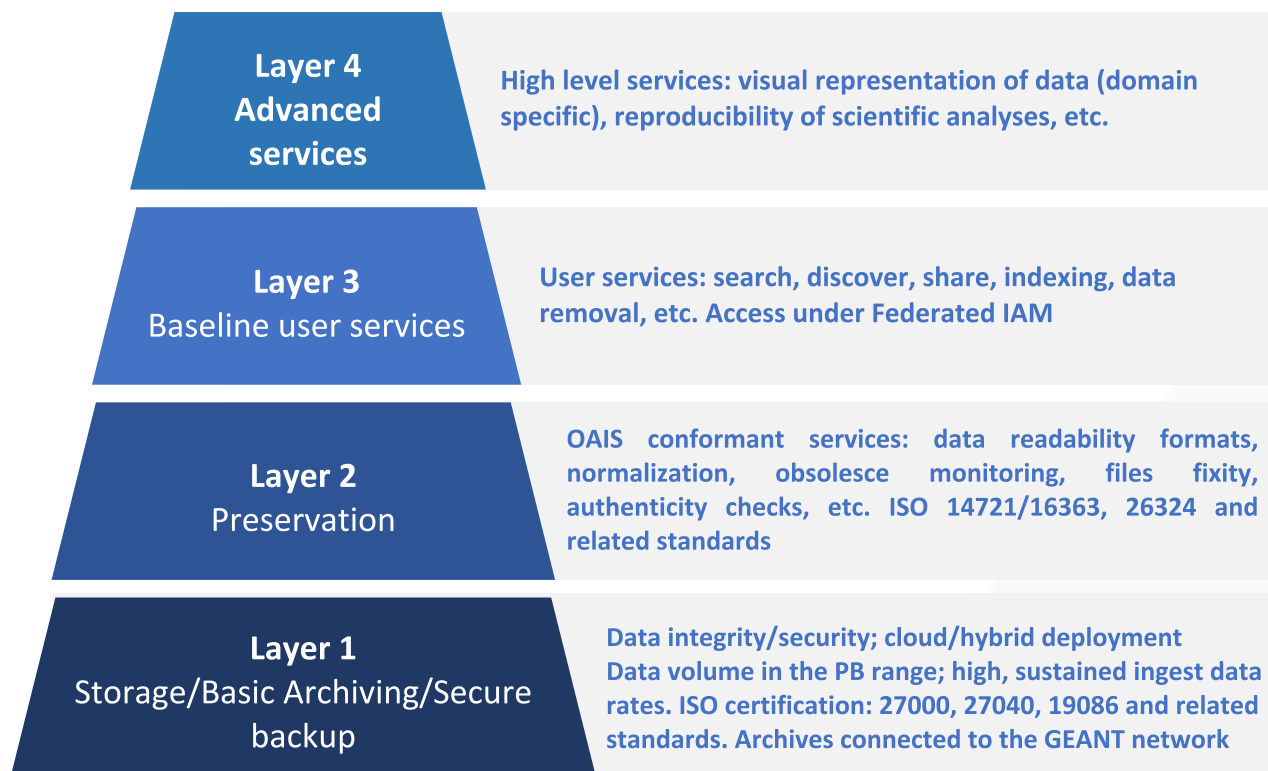 Layer 4
Advanced
services
High level services: visual representation of data (domain
specific), reproducibility of scientific analyses, etc.
Layer 3
Baseline user services
User services: search, discover, share, indexing, data
removal, etc. Access under Federated IAM
Layer 2
Preservation
OAIS conformant services: data readability formats,
normalization, obsolesce monitoring, files fixity,
authenticity checks, etc. ISO 14721/16363, 26324 and
related standards
Layer 1
Storage/Basic Archiving/Secure
backup
Data integrity/security; cloud/hybrid deployment
Data volume in the PB range; high, sustained ingest data
rates. ISO certification: 27000, 27040, 19086 and related
standards. Archives connected to the GEANT network